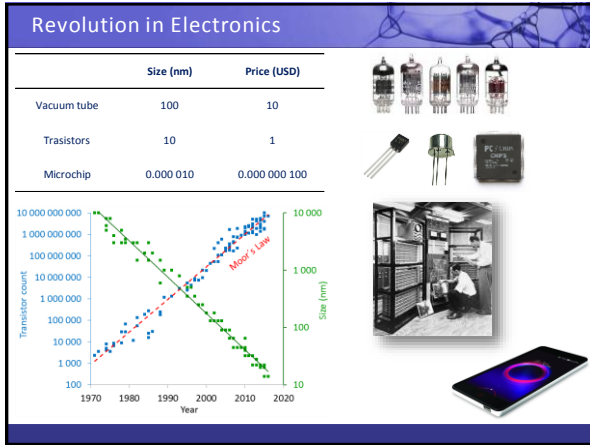 Revolution in Electronics
Size (nm) Price (USD)
Vacuum tube 100 10
Trasistors 10 1
Microchip 0.000 010 0.000 000 100
10 000 000 000
1 000 000 000
100 000 000
10 000 000
1 000 000
100 000
10 000
1 000
100
Transistor count
10 000
1 000
100
10
Size (nm)
Moor's Law
1970 1980 1990 2000 2010 2020
Year